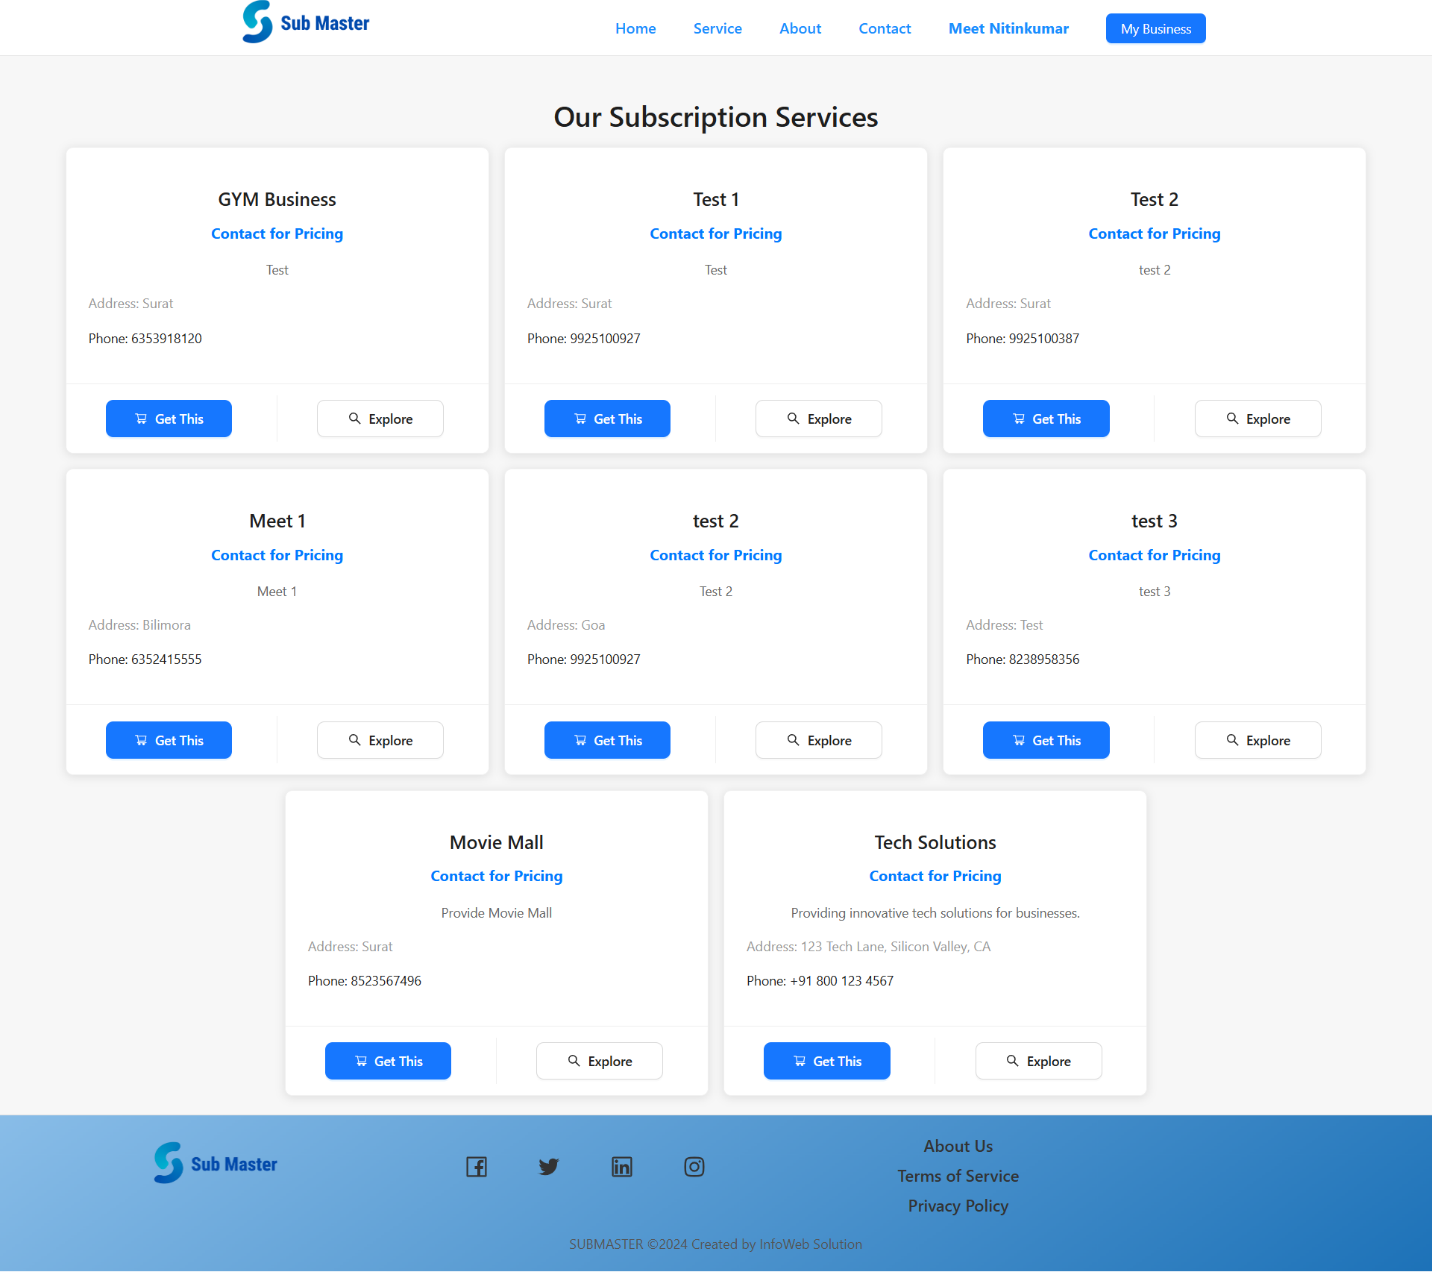 Sub Master
Home Service About Contact Meet Nitinkumar My Business
Our Subscription Services
GYM Business
Contact for Pricing
Test
Address: Surat
Phone: 6353918120
Get This Explore
Test 1
Contact for Pricing
Test
Address: Surat
Phone: 9925100927
Get This Explore
Test 2
Contact for Pricing
test 2
Address: Surat
Phone: 9925100387
Get This Explore
Meet 1
Contact for Pricing
Meet 1
Address: Bilimora
Phone: 6352415555
Get This Explore
test 2
Contact for Pricing
Test 2
Address: Goa
Phone: 9925100927
Get This Explore
test 3
Contact for Pricing
test 3
Address: Test
Phone: 8238958356
Get This Explore
Movie Mall
Contact for Pricing
Provide Movie Mall
Address: Surat
Phone: 8523567496
Get This Explore
Tech Solutions
Contact for Pricing
Providing innovative tech solutions for businesses.
Address: 123 Tech Lane, Silicon Valley, CA
Phone: +91 800 123 4567
Get This Explore
Sub Master
About Us
Terms of Service
Privacy Policy
SUBMASTER ©2024 Created by InfoWeb Solution